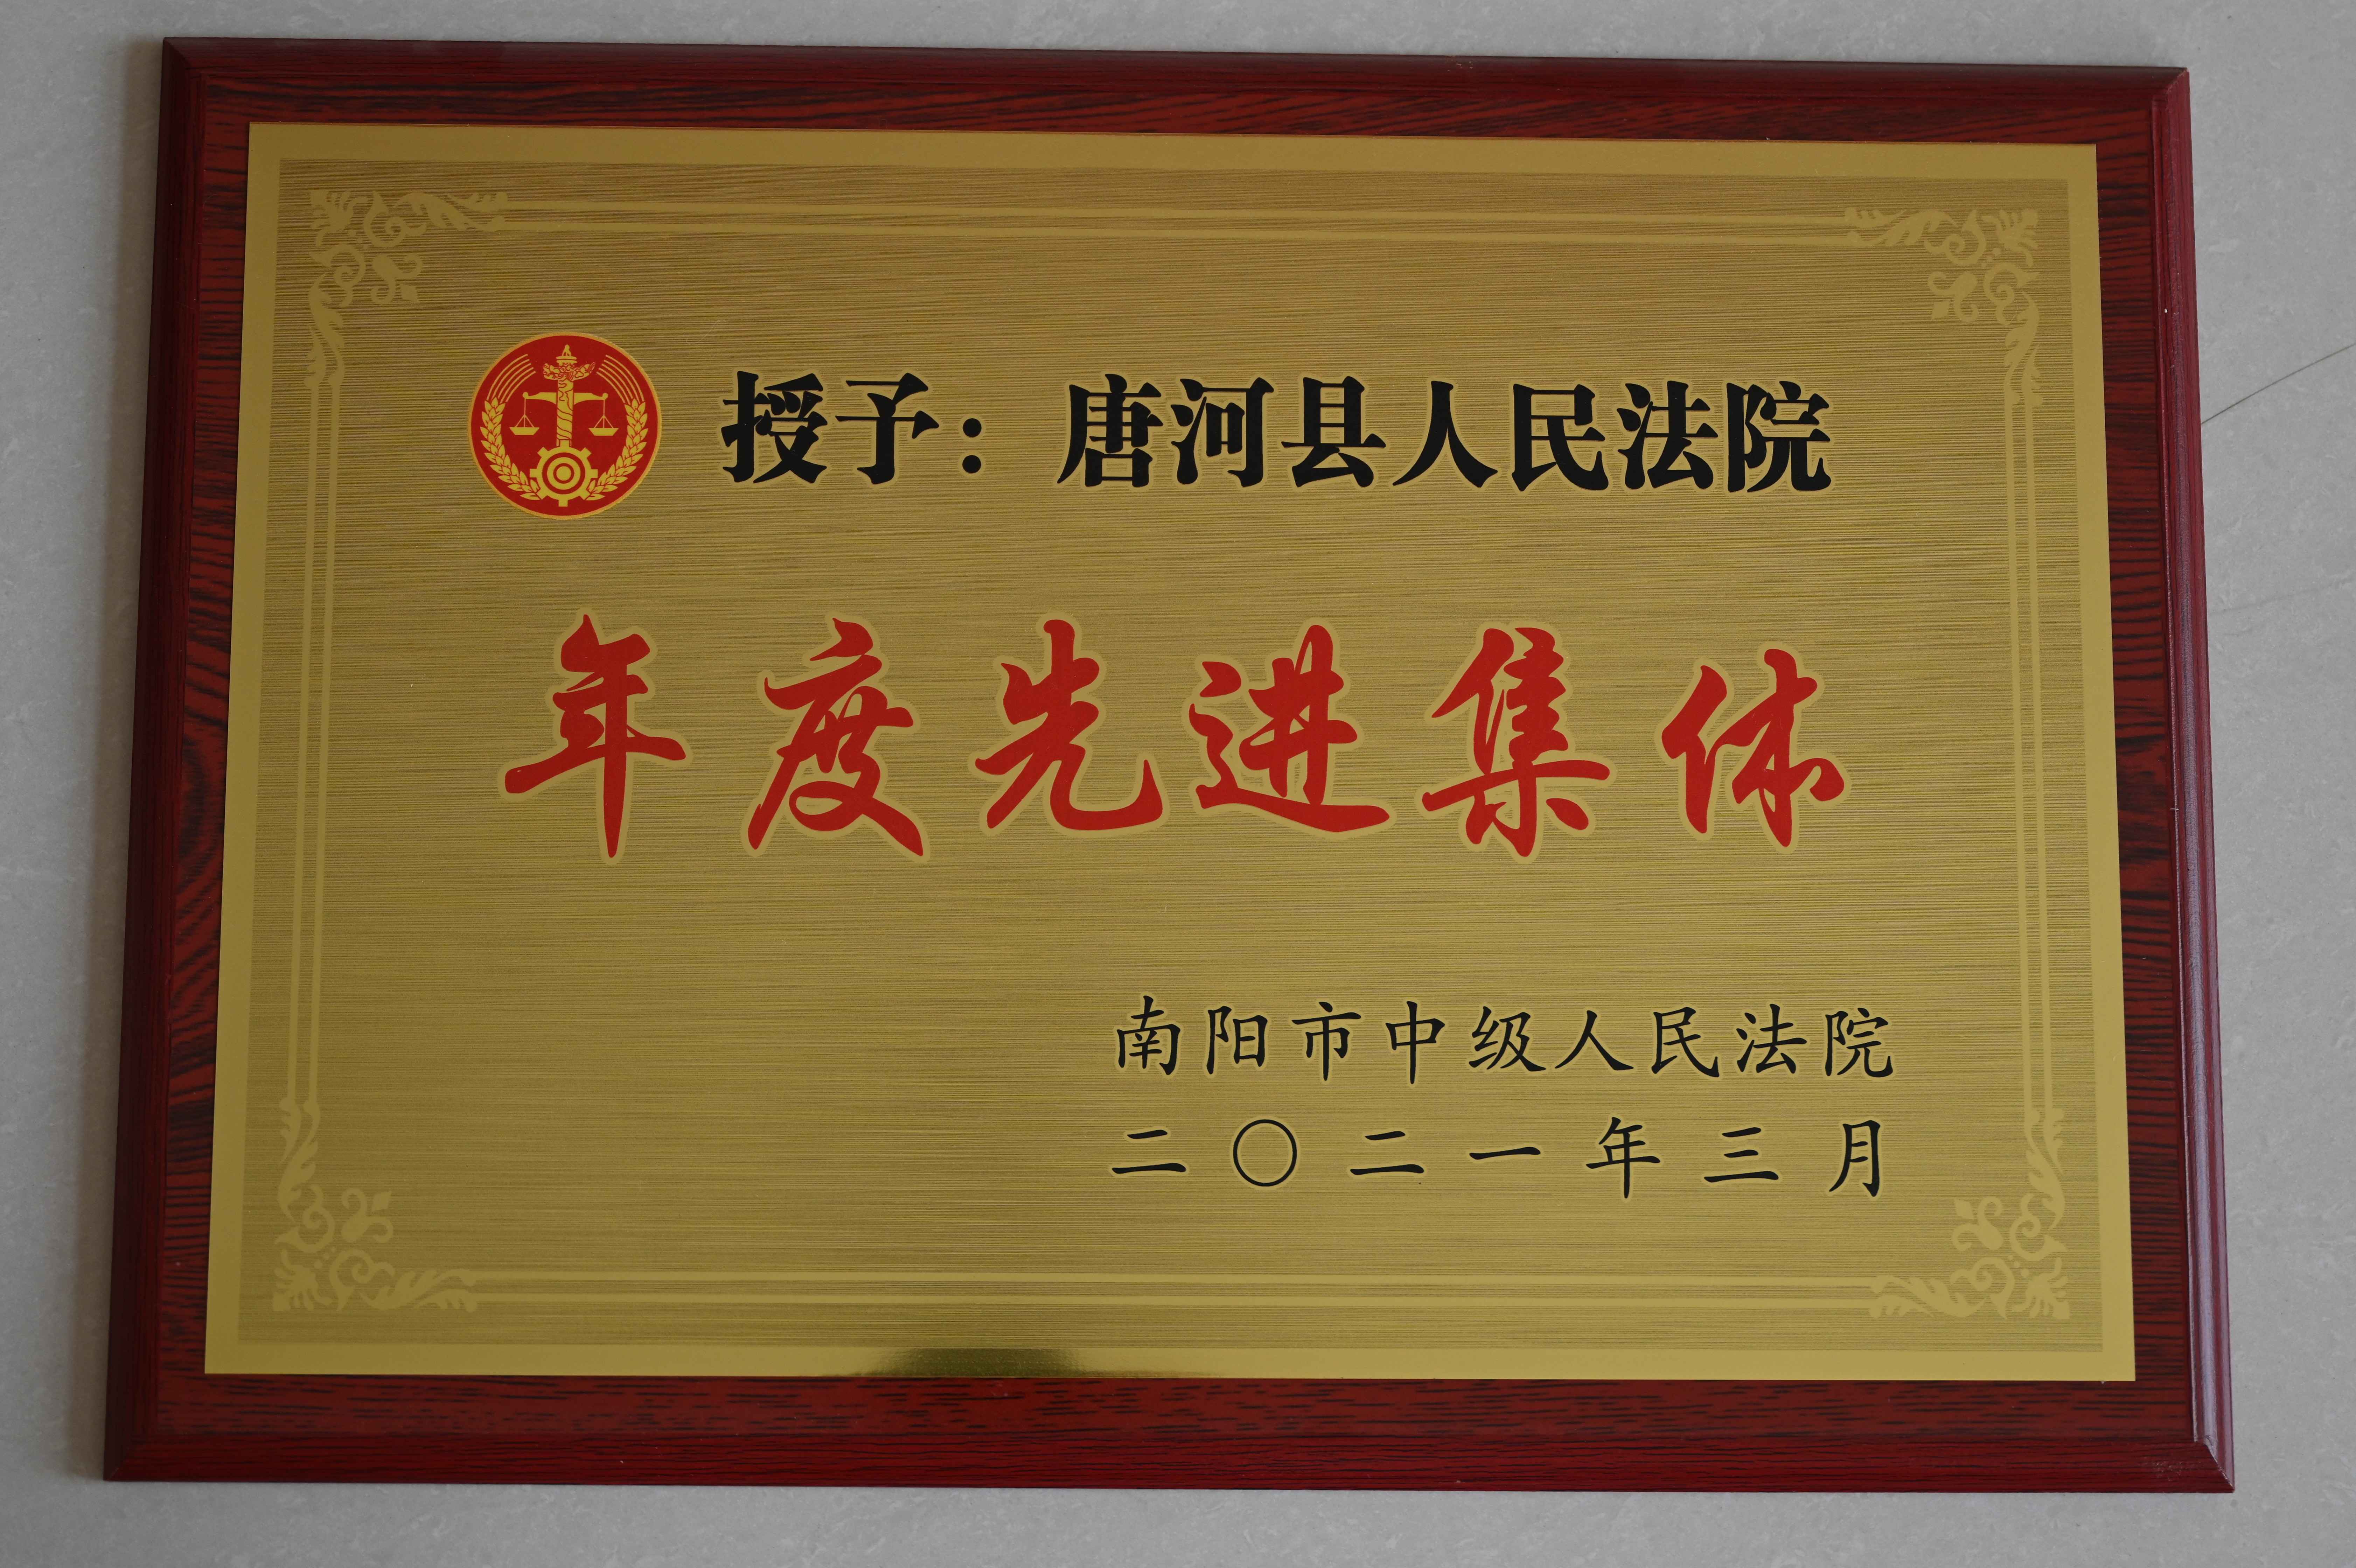 授予：唐河县人民法院
年度先进集体
南阳市中级人民法院
二〇二一年三月